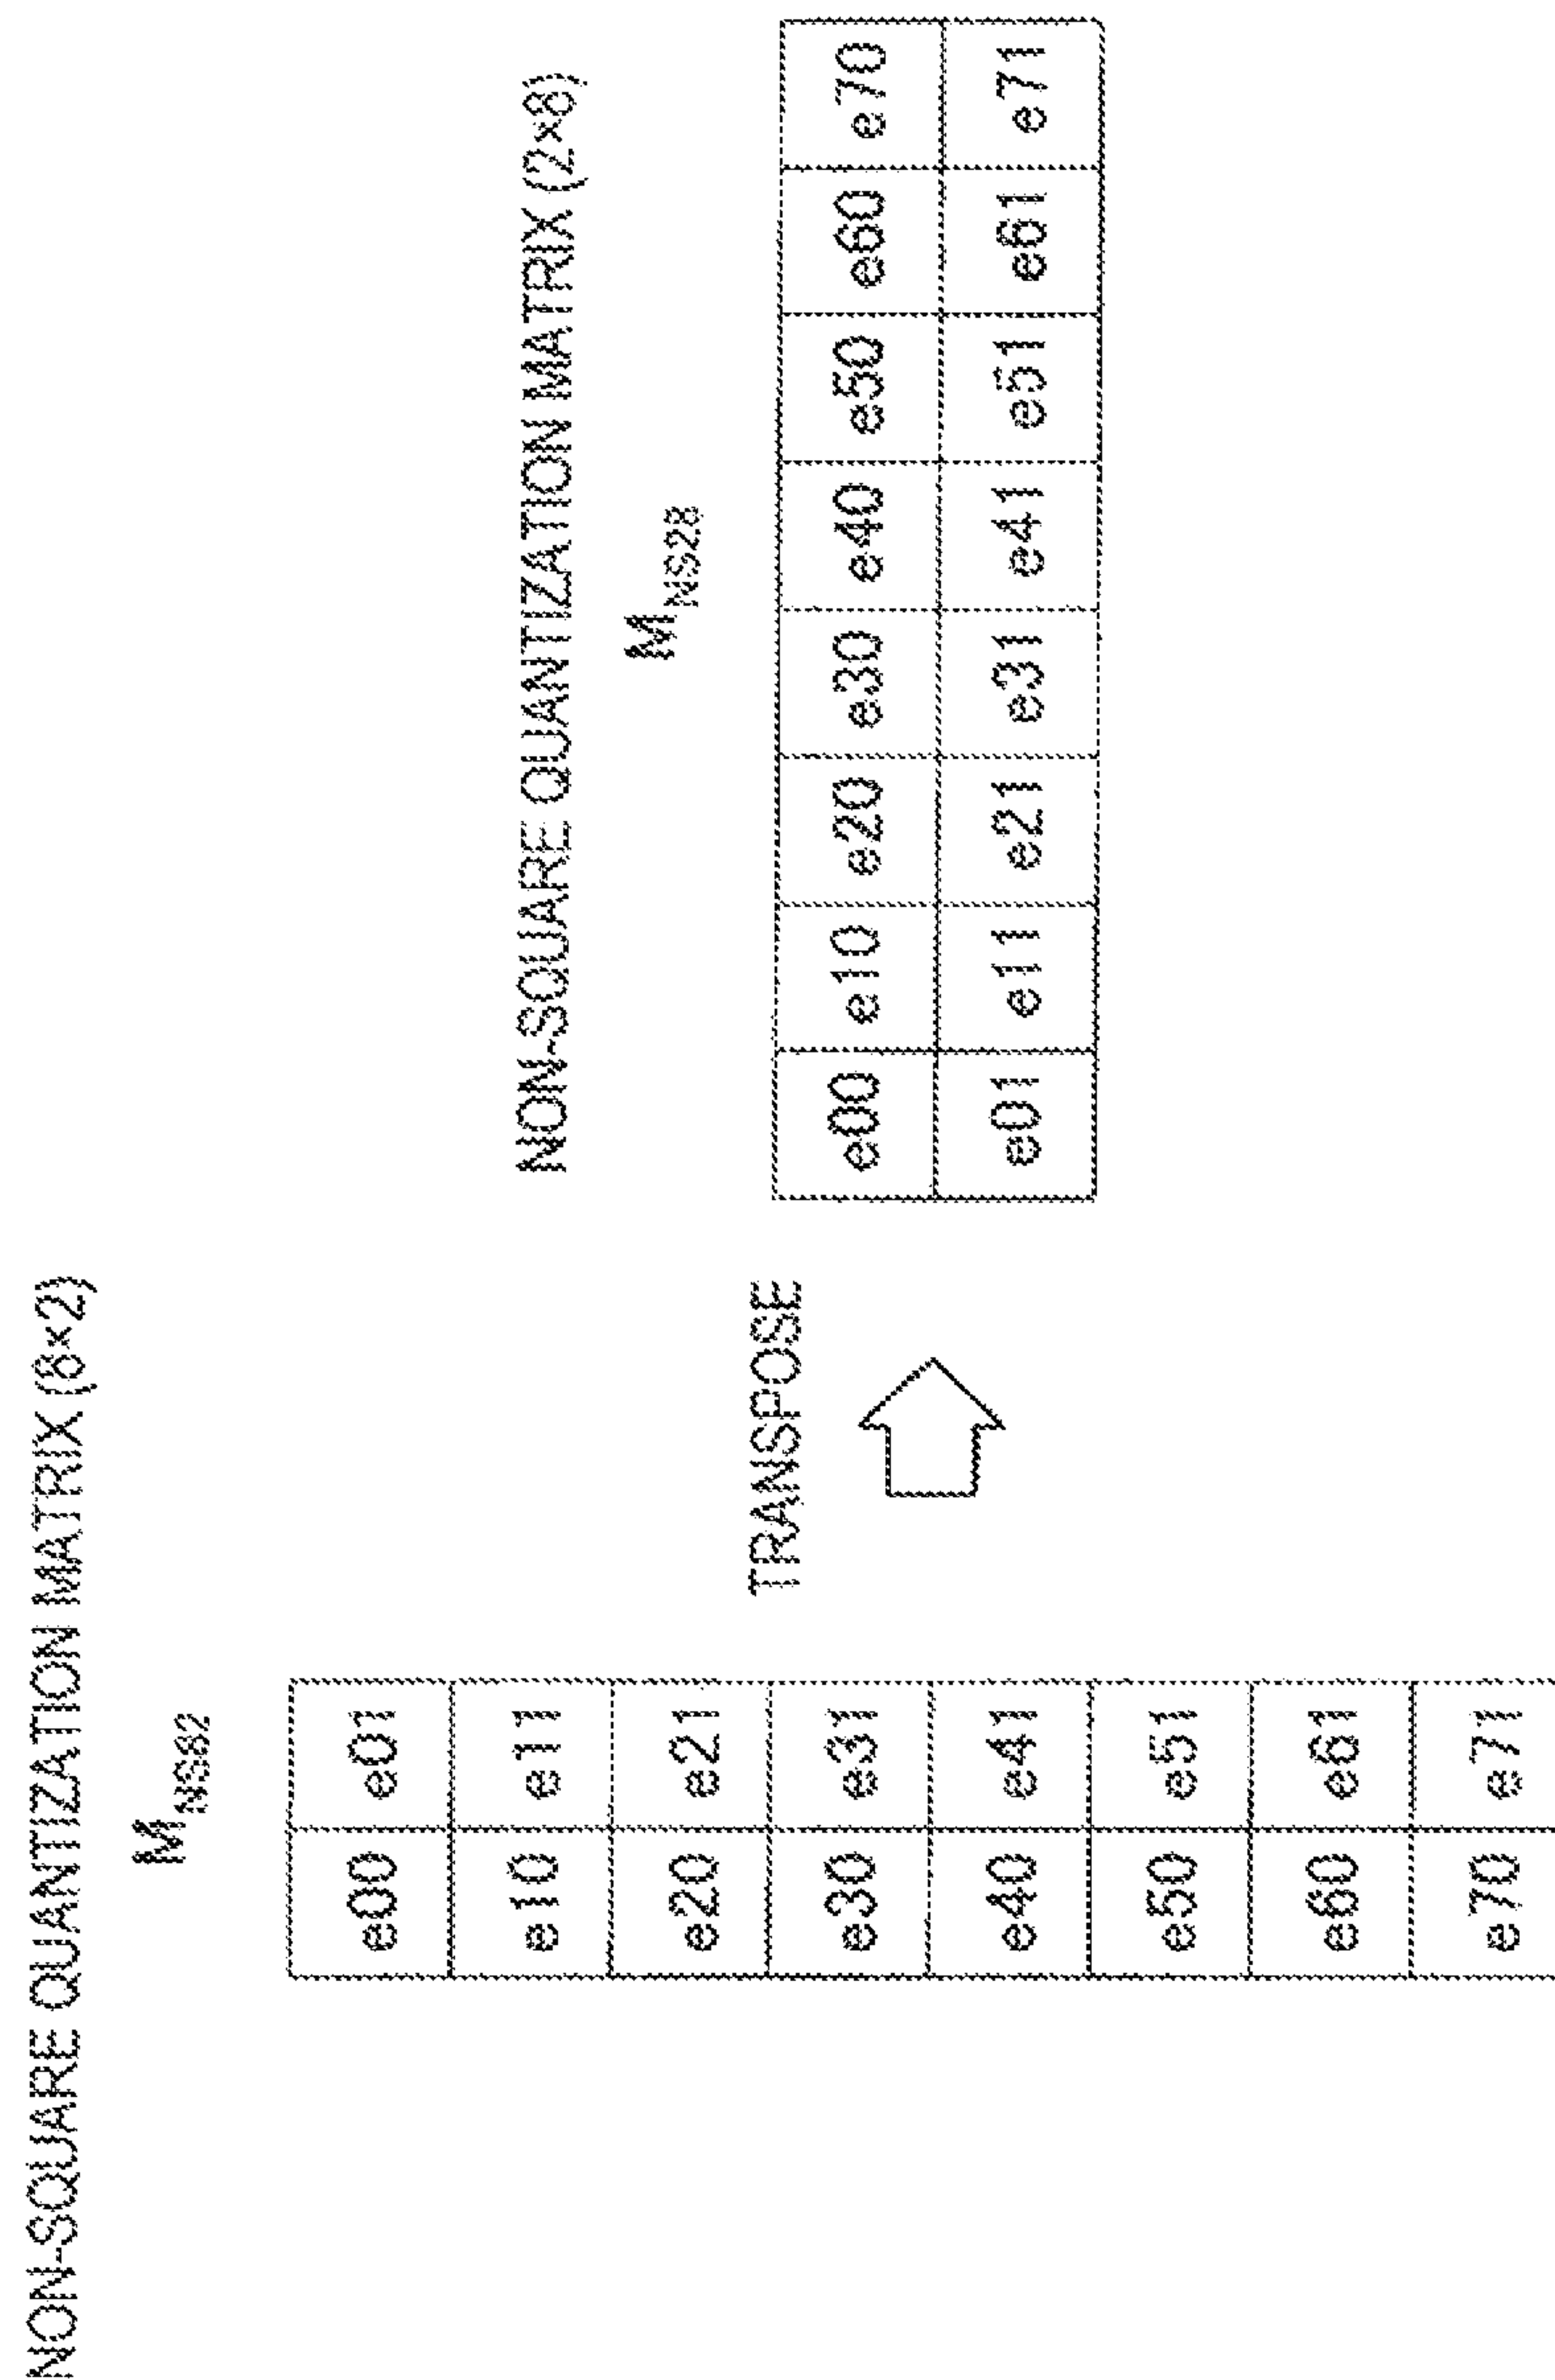 NON-SQUARE QUANTIZATION MATRIX (8×2)
M NS82
e00 e01
e10 e11
e20 e21
e30 e31
e40 e41
e50 e51
e60 e61
e70 e71
TRANSPOSE
NON-SQUARE QUANTIZATION MATRIX (2×8)
M NS28
e00 e10 e20 e30 e40 e50 e60 e70
e01 e11 e21 e31 e41 e51 e61 e71